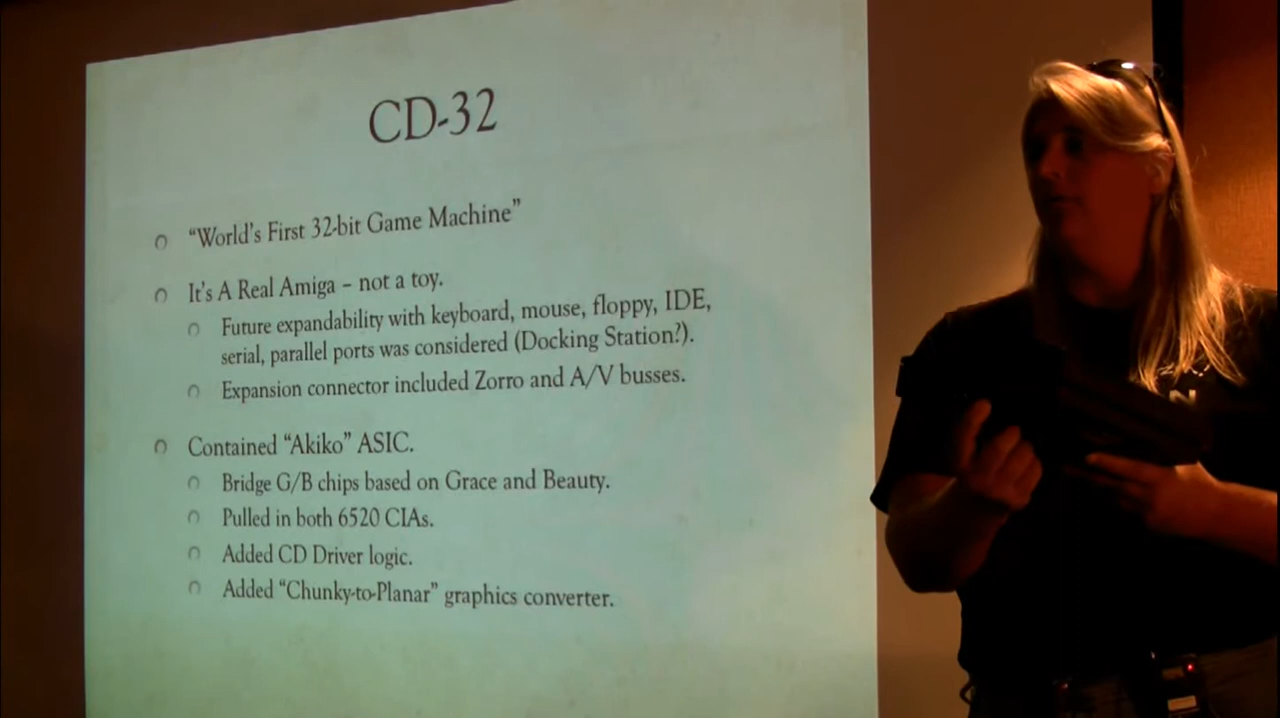 CD-32
“World’s First 32-bit Game Machine”
It’s A Real Amiga – not a toy.
Future expandability with keyboard, mouse, floppy, IDE,
serial, parallel ports was considered (Docking Station?).
Expansion connector included Zorro and A/V busses.
Contained “Akiko” ASIC.
Bridge G/B chips based on Grace and Beauty.
Pulled in both 6520 CIAs.
Added CD Driver logic.
Added “Chunky-to-Planar” graphics converter.